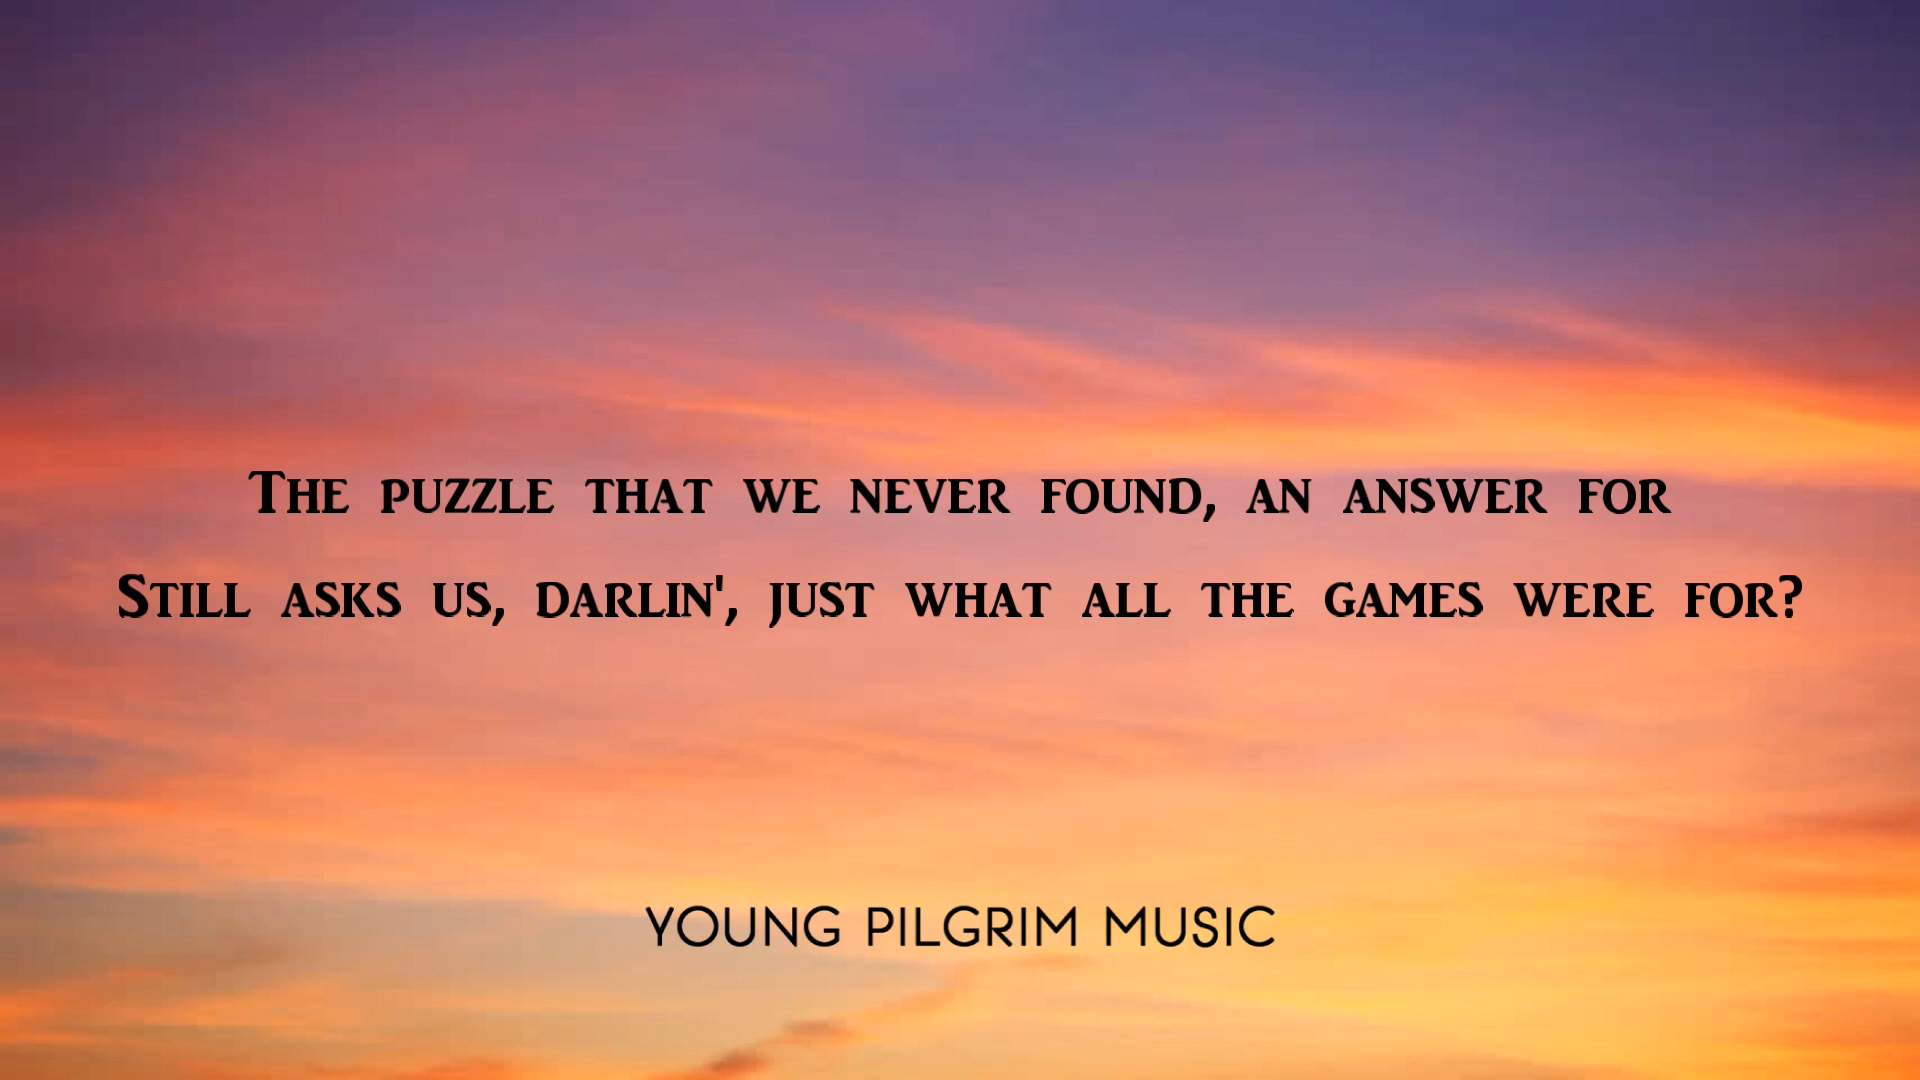 The puzzle that we never found, an answer for
Still asks us, darlin', just what all the games were for?
YOUNG PILGRIM MUSIC